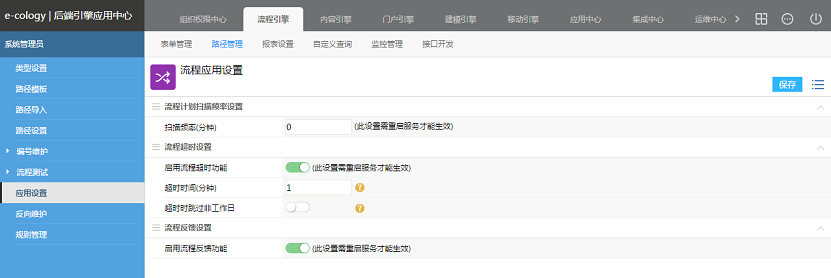 e-cology | 后端引擎应用中心
组织权限中心 流程引擎 内容引擎 门户引擎 建模引擎 移动引擎 应用中心 集成中心 运维中心
系统管理员
表单管理 路径管理 报表设置 自定义查询 监控管理 接口开发
类型设置
路径模板
路径导入
路径设置
编号维护
流程测试
应用设置
反向维护
规则管理
流程应用设置
保存
流程计划扫描频率设置
扫描频率(分钟) 0 (此设置需重启服务才能生效)
流程超时设置
启用流程超时功能 (此设置需重启服务才能生效)
超时时间(分钟) 1 ?
超时时跳过非工作日 ?
流程反馈设置
启用流程反馈功能 (此设置需重启服务才能生效)